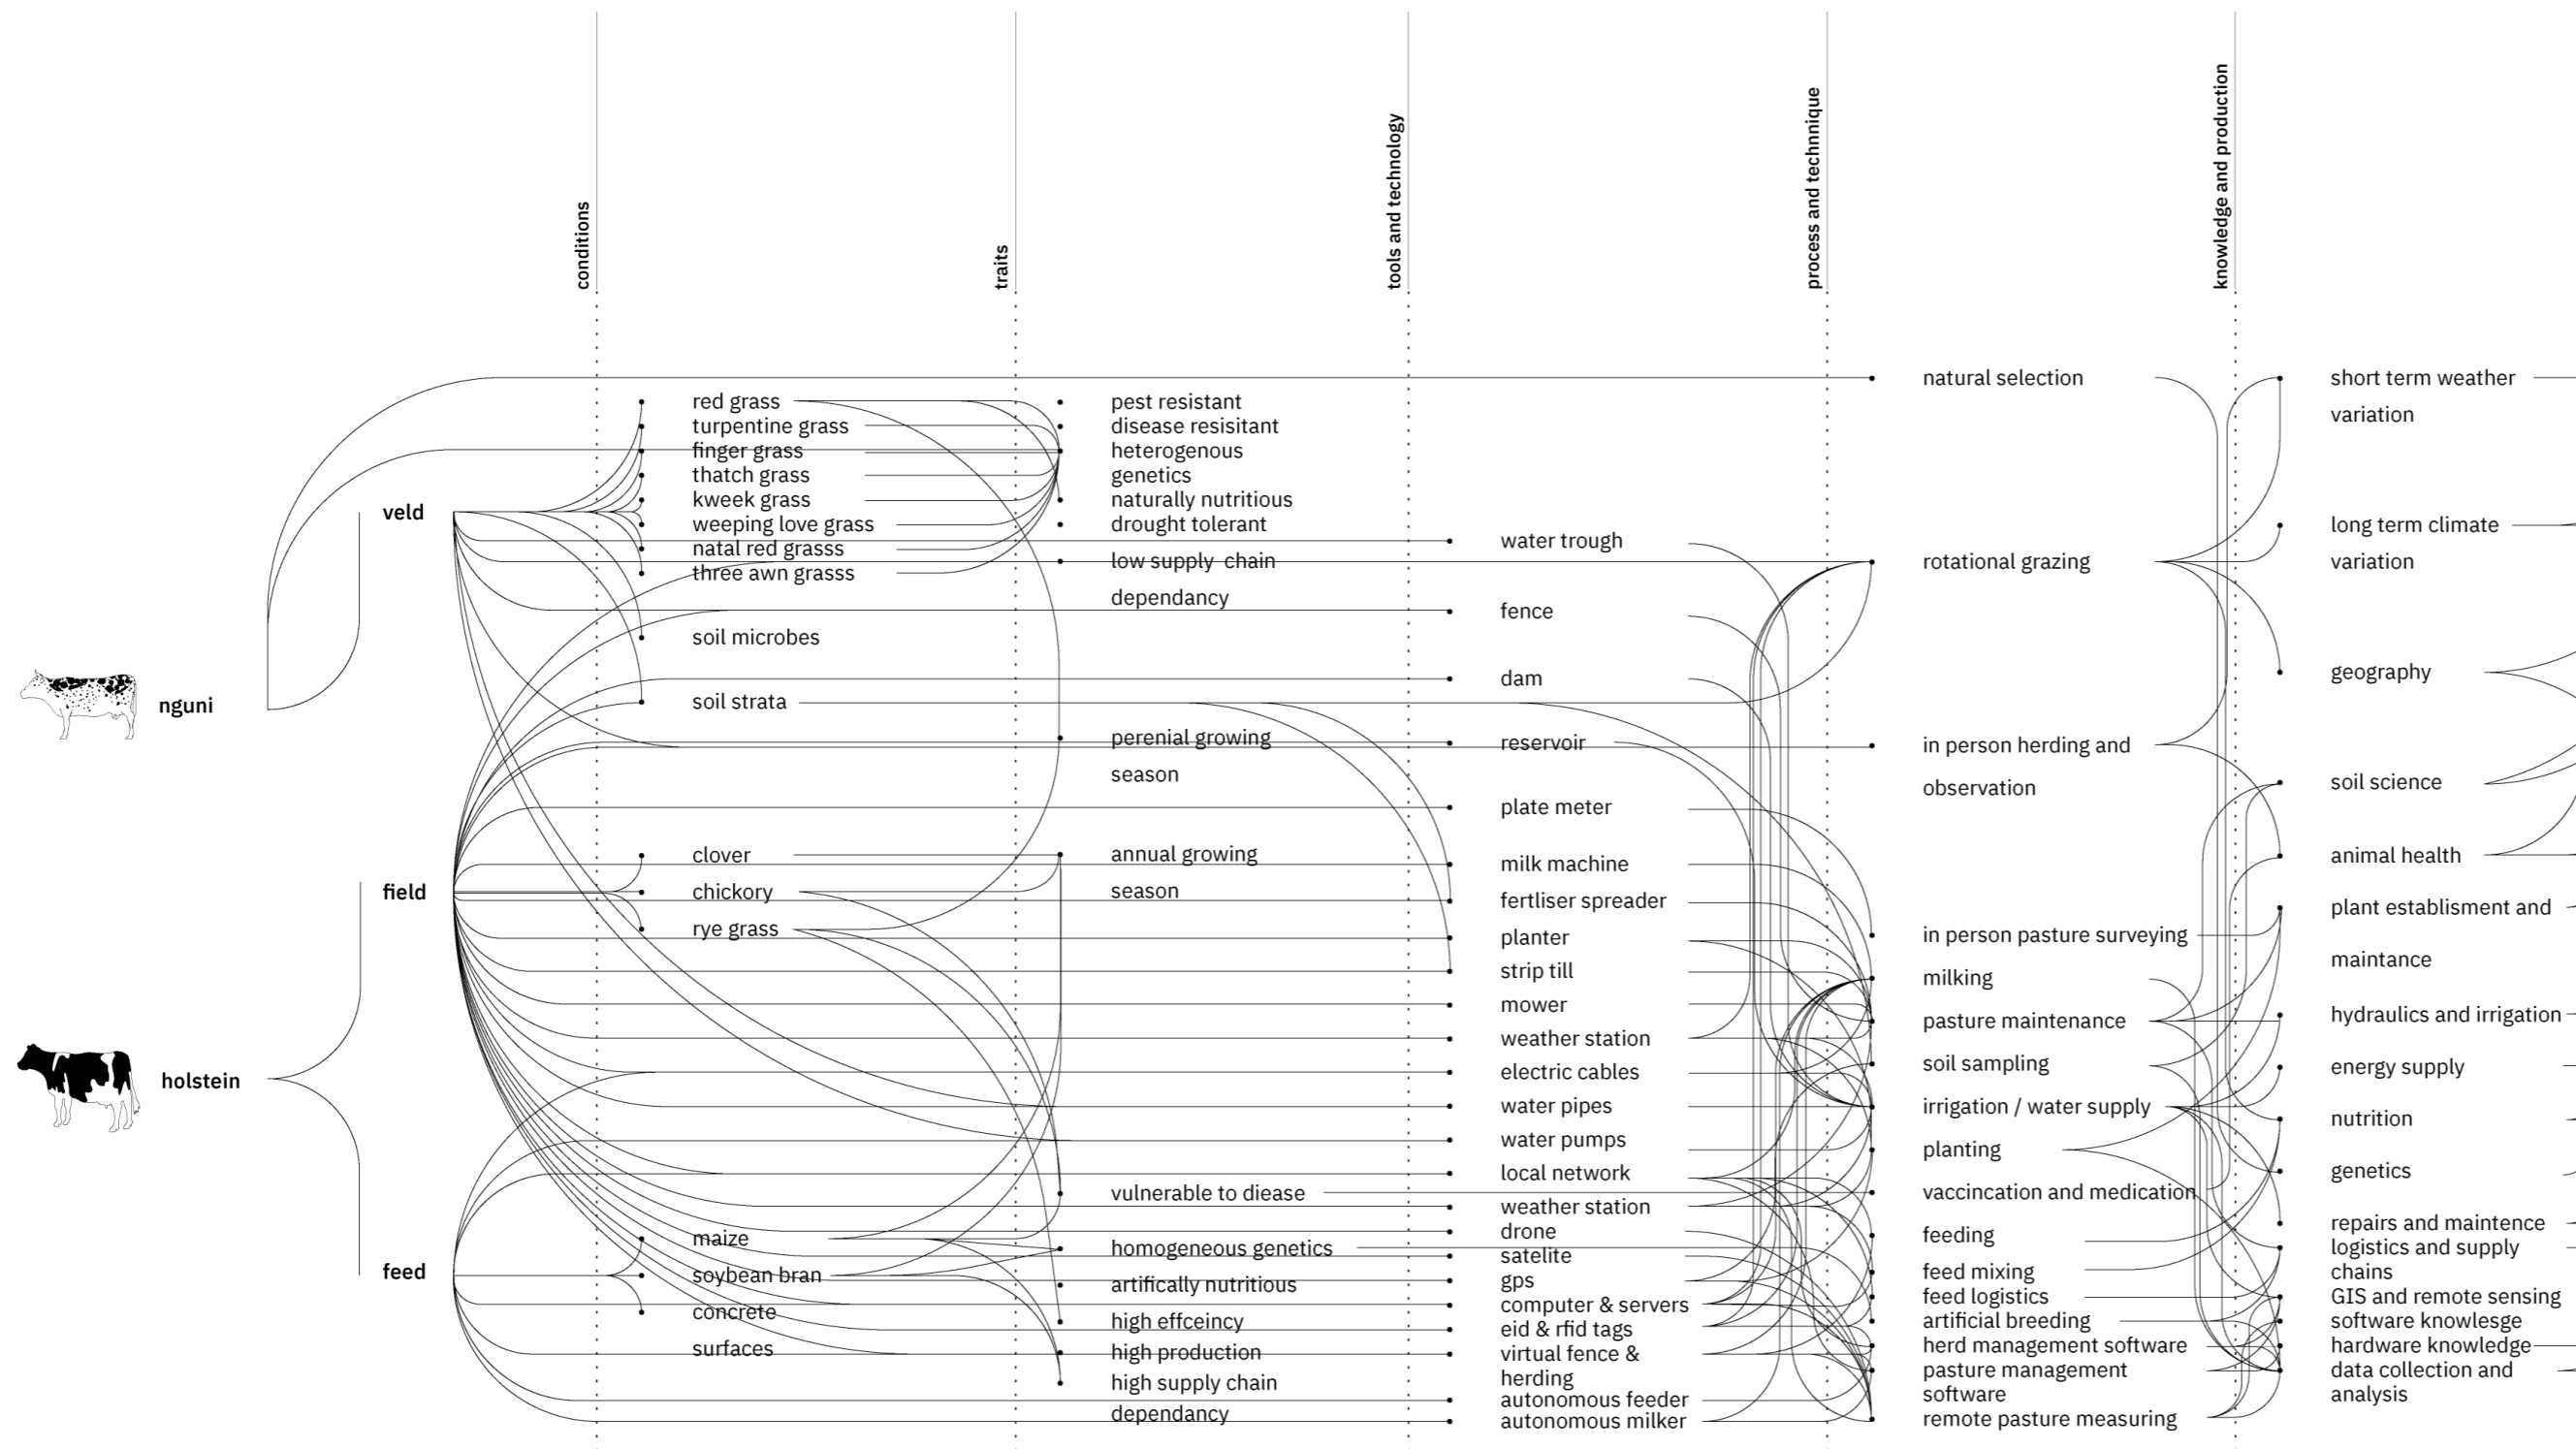 conditions
traits
tools and technology
process and technique
knowledge and production
nguni
holstein
veld
field
feed
red grass
turpentine grass
finger grass
thatch grass
kweek grass
weeping love grass
natal red grasss
three awn grasss
soil microbes
soil strata
clover
chickory
rye grass
maize
soybean bran
concrete
surfaces
pest resistant
disease resisitant
heterogenous
genetics
naturally nutritious
drought tolerant
low supply chain
dependancy
perenial growing
season
annual growing
season
vulnerable to diease
homogeneous genetics
artifically nutritious
high effceincy
high production
high supply chain
dependancy
water trough
fence
dam
reservoir
plate meter
milk machine
fertliser spreader
planter
strip till
mower
weather station
electric cables
water pipes
water pumps
local network
weather station
drone
satelite
gps
computer & servers
eid & rfid tags
virtual fence &
herding
autonomous feeder
autonomous milker
natural selection
rotational grazing
in person herding and
observation
in person pasture surveying
milking
pasture maintenance
soil sampling
irrigation / water supply
planting
vaccincation and medication
feeding
feed mixing
feed logistics
artificial breeding
herd management software
pasture management
software
remote pasture measuring
short term weather
variation
long term climate
variation
geography
soil science
animal health
plant establisment and
maintance
hydraulics and irrigation
energy supply
nutrition
genetics
repairs and maintence
logistics and supply
chains
GIS and remote sensing
software knowlesge
hardware knowledge
data collection and
analysis